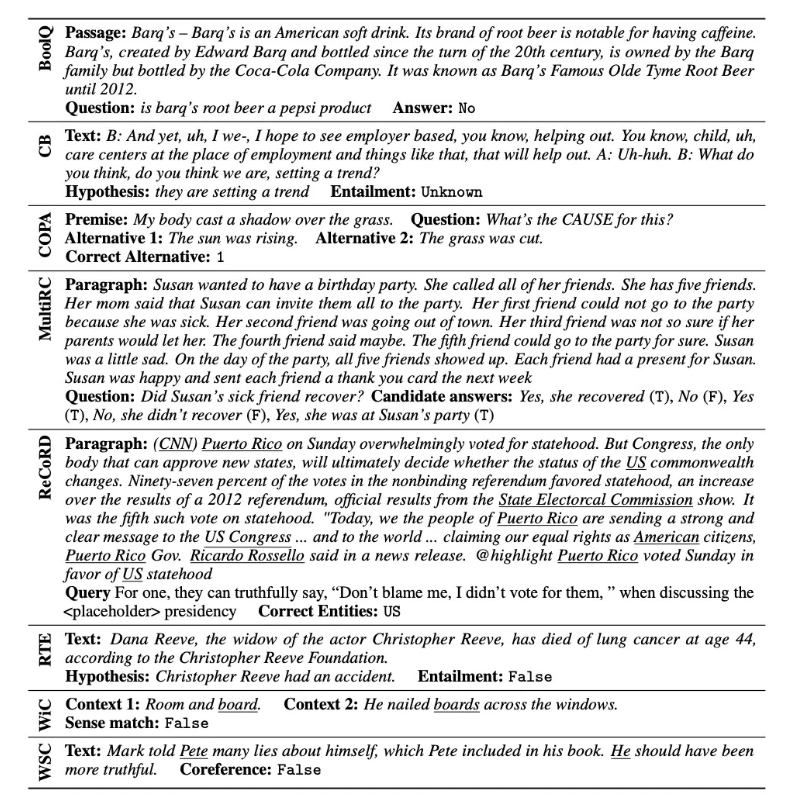 BoolQ
Passage: Barq's – Barq's is an American soft drink. Its brand of root beer is notable for having caffeine.
Barq's, created by Edward Barq and bottled since the turn of the 20th century, is owned by the Barq
family but bottled by the Coca-Cola Company. It was known as Barq's Famous Olde Tyme Root Beer
until 2012.
Question: is barq's root beer a pepsi product Answer: No
CB
Text: B: And yet, uh, I we-, I hope to see employer based, you know, helping out. You know, child, uh,
care centers at the place of employment and things like that, that will help out. A: Uh-huh. B: What do
you think, do you think we are, setting a trend?
Hypothesis: they are setting a trend Entailment: Unknown
COPA
Premise: My body cast a shadow over the grass. Question: What's the CAUSE for this?
Alternative 1: The sun was rising. Alternative 2: The grass was cut.
Correct Alternative: 1
MultiRC
Paragraph: Susan wanted to have a birthday party. She called all of her friends. She has five friends.
Her mom said that Susan can invite them all to the party. Her first friend could not go to the party
because she was sick. Her second friend was going out of town. Her third friend was not so sure if her
parents would let her. The fourth friend said maybe. The fifth friend could go to the party for sure. Susan
was a little sad. On the day of the party, all five friends showed up. Each friend had a present for Susan.
Susan was happy and sent each friend a thank you card the next week
Question: Did Susan's sick friend recover? Candidate answers: Yes, she recovered (T), No (F), Yes
(T), No, she didn't recover (F), Yes, she was at Susan's party (T)
ReCoRD
Paragraph: (CNN) Puerto Rico on Sunday overwhelmingly voted for statehood. But Congress, the only
body that can approve new states, will ultimately decide whether the status of the US commonwealth
changes. Ninety-seven percent of the votes in the nonbinding referendum favored statehood, an increase
over the results of a 2012 referendum, official results from the State Electorcal Commission show. It
was the fifth such vote on statehood. "Today, we the people of Puerto Rico are sending a strong and
clear message to the US Congress ... and to the world ... claiming our equal rights as American citizens,
Puerto Rico Gov. Ricardo Rossello said in a news release. @highlight Puerto Rico voted Sunday in
favor of US statehood
Query For one, they can truthfully say, “Don't blame me, I didn't vote for them, ” when discussing the
<placeholder> presidency Correct Entities: US
RTE
Text: Dana Reeve, the widow of the actor Christopher Reeve, has died of lung cancer at age 44,
according to the Christopher Reeve Foundation.
Hypothesis: Christopher Reeve had an accident. Entailment: False
WiC
Context 1: Room and board. Context 2: He nailed boards across the windows.
Sense match: False
WSC
Text: Mark told Pete many lies about himself, which Pete included in his book. He should have been
more truthful. Coreference: False